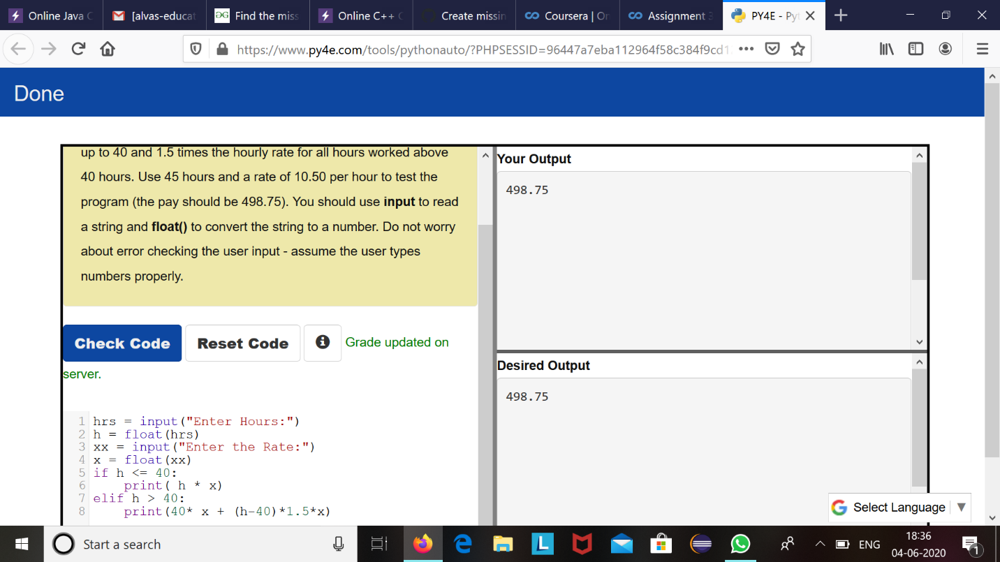 Online Java C
[alvas-educat
Find the miss
Online C++ C
Create missin
Coursera | On
Assignment 3
PY4E - Pyt
https://www.py4e.com/tools/pythonauto/?PHPSESSID=96447a7eba112964f58c384f9cd1
Done
up to 40 and 1.5 times the hourly rate for all hours worked above
40 hours. Use 45 hours and a rate of 10.50 per hour to test the
program (the pay should be 498.75). You should use input to read
a string and float() to convert the string to a number. Do not worry
about error checking the user input - assume the user types
numbers properly.
Check Code
Reset Code
Grade updated on
server.
1 hrs = input("Enter Hours:")
2 h = float(hrs)
3 xx = input("Enter the Rate:")
4 x = float(xx)
5 if h <= 40:
6     print( h * x)
7 elif h > 40:
8     print(40* x + (h-40)*1.5*x)
Your Output
498.75
Desired Output
498.75
G Select Language ▼
Start a search
L
ENG
18:36
04-06-2020
1